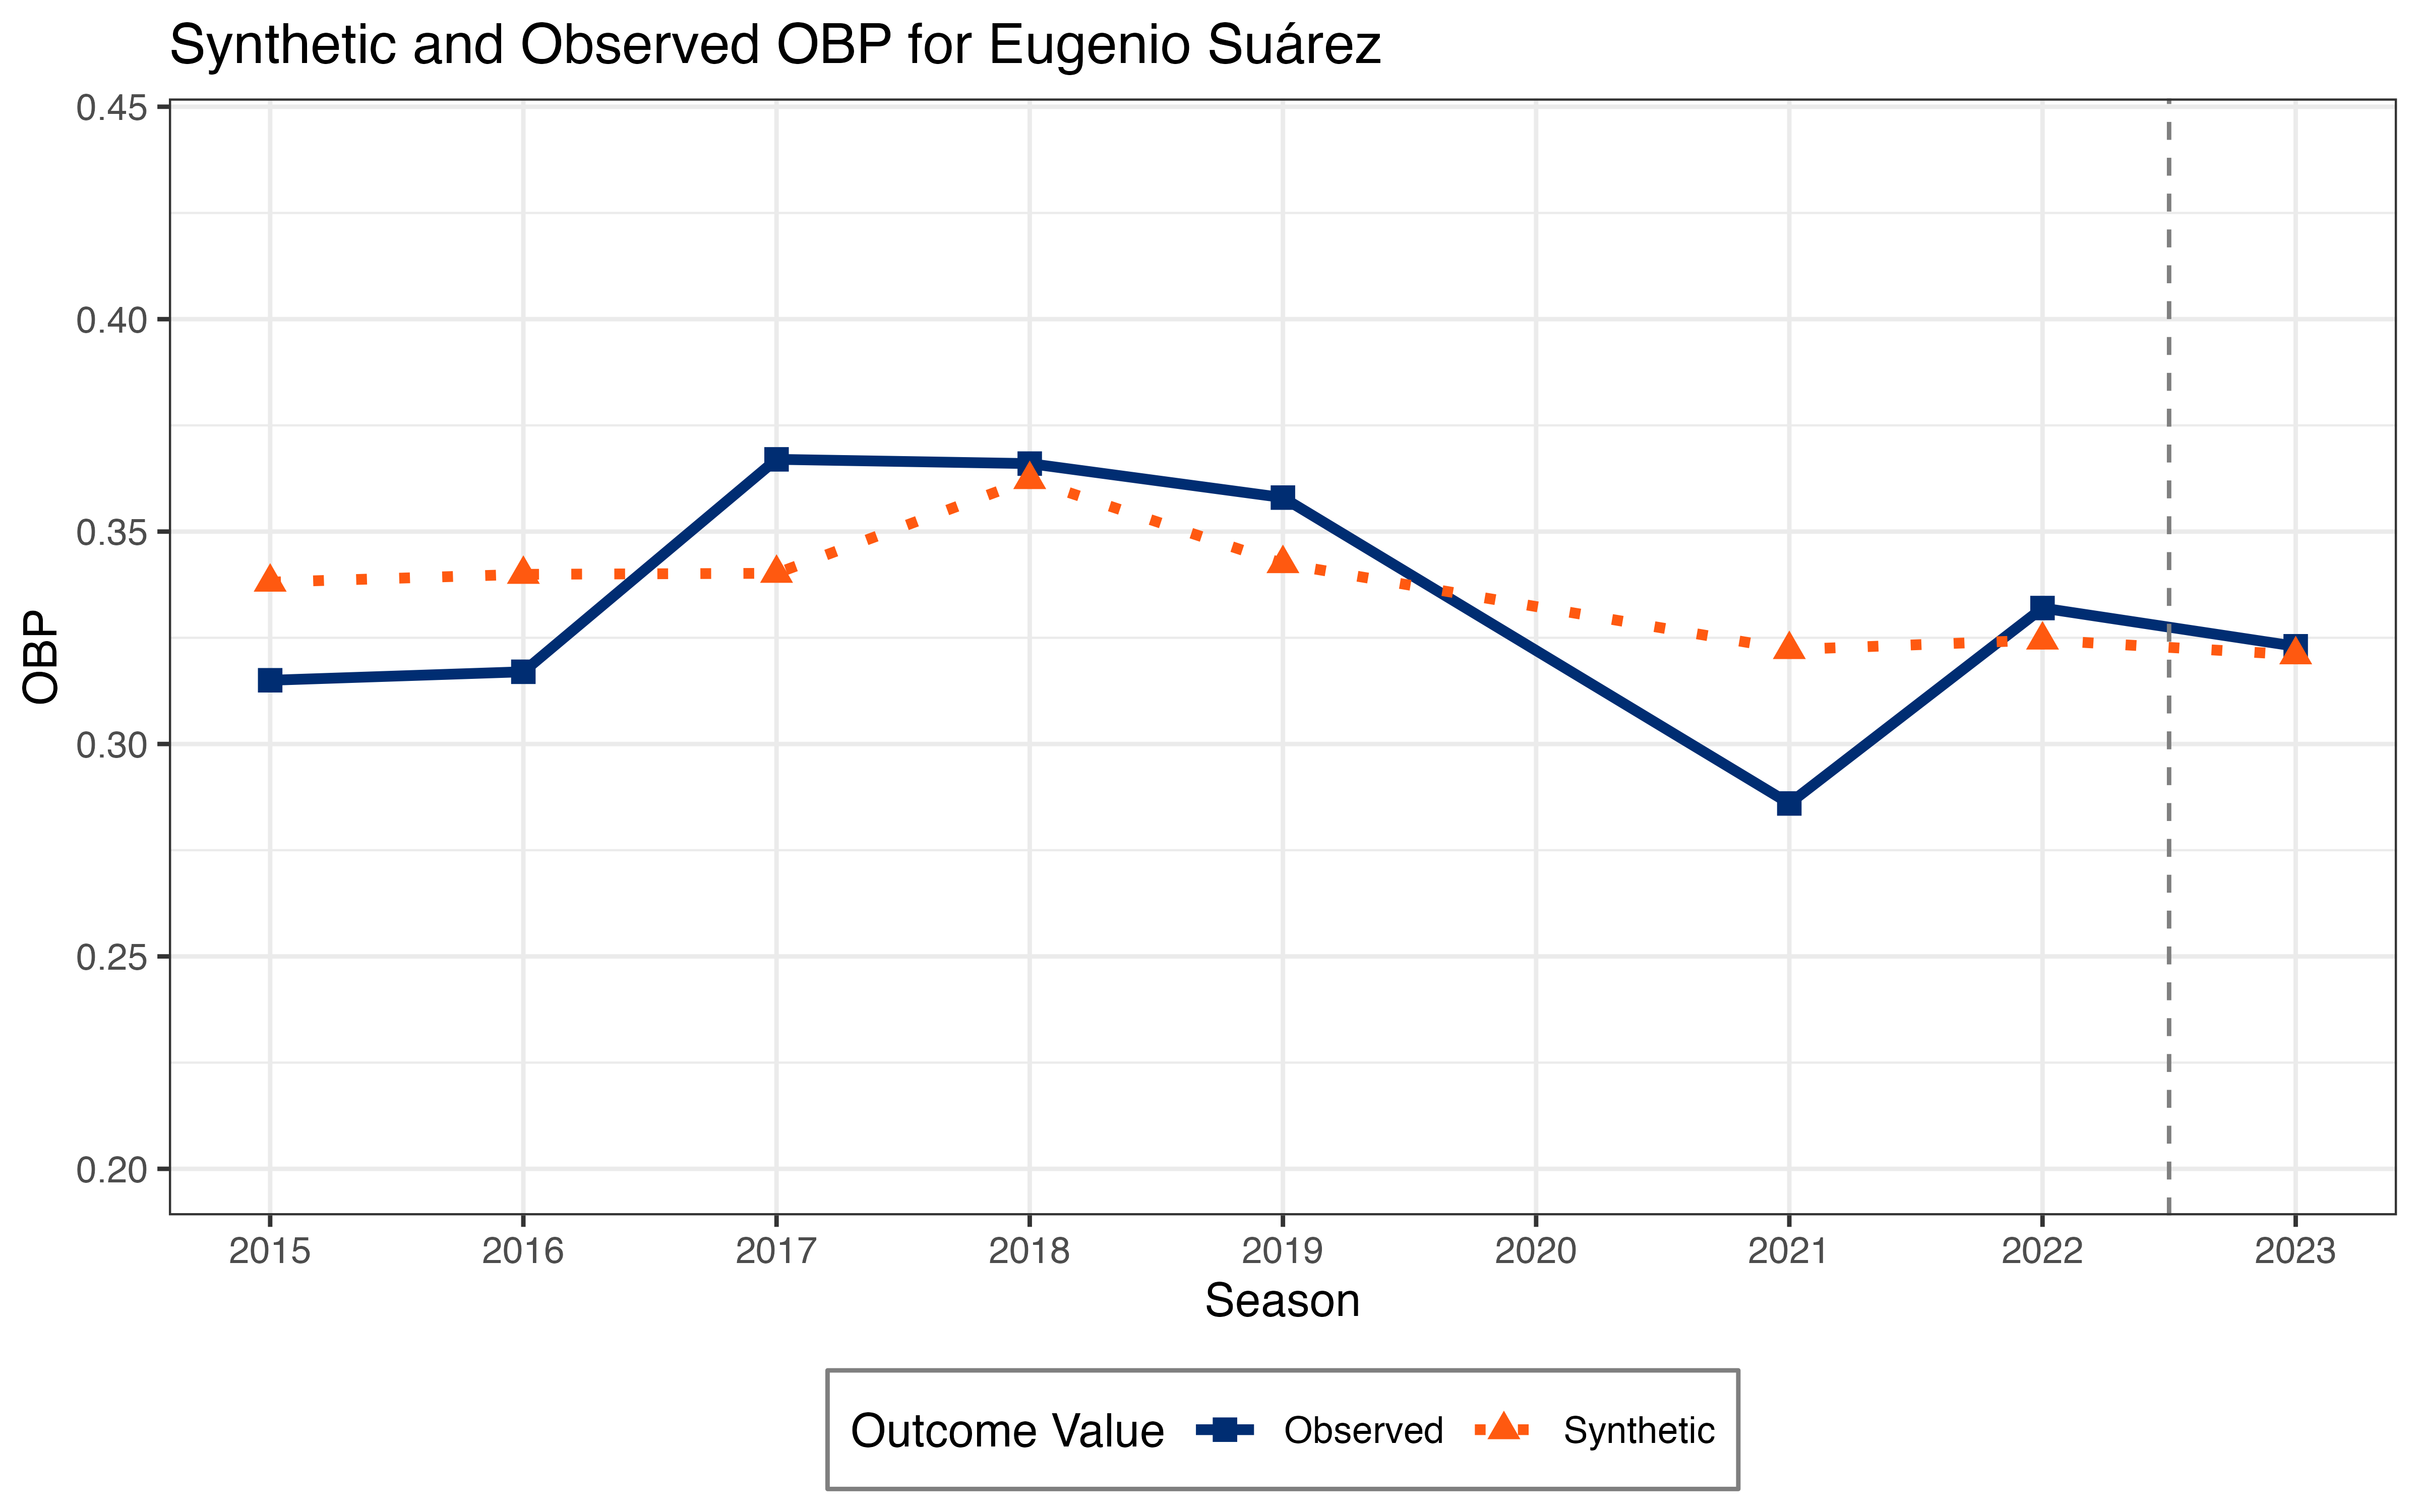 Synthetic and Observed OBP for Eugenio Suárez
0.45
0.40
0.35
0.30
0.25
0.20
OBP
2015 2016 2017 2018 2019 2020 2021 2022 2023
Season
Outcome Value Observed Synthetic